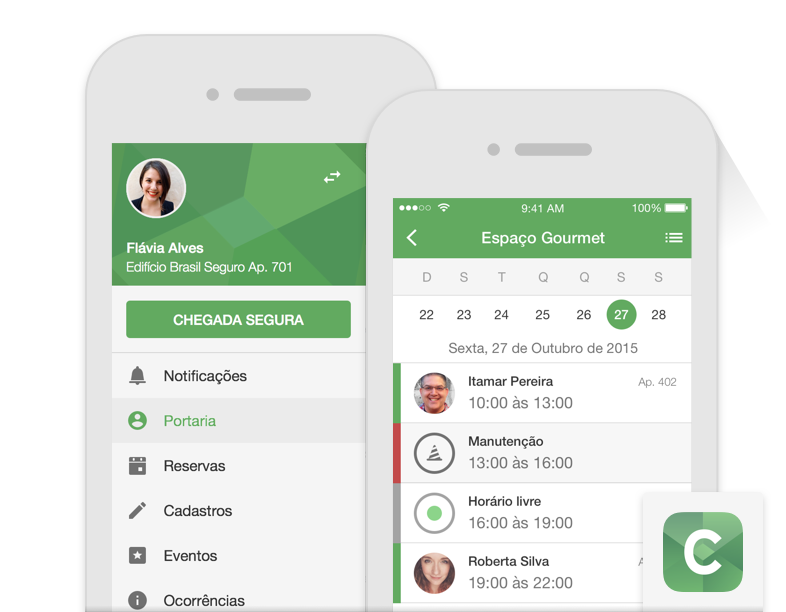 Flávia Alves
Edifício Brasil Seguro Ap. 701
CHEGADA SEGURA
Notificações
Portaria
Reservas
Cadastros
Eventos
Ocorrências
9:41 AM
100%
Espaço Gourmet
D S T Q Q S S
22 23 24 25 26 27 28
Sexta, 27 de Outubro de 2015
Itamar Pereira
Ap. 402
10:00 às 13:00
Manutenção
13:00 às 16:00
Horário livre
16:00 às 19:00
Roberta Silva
19:00 às 22:00
C